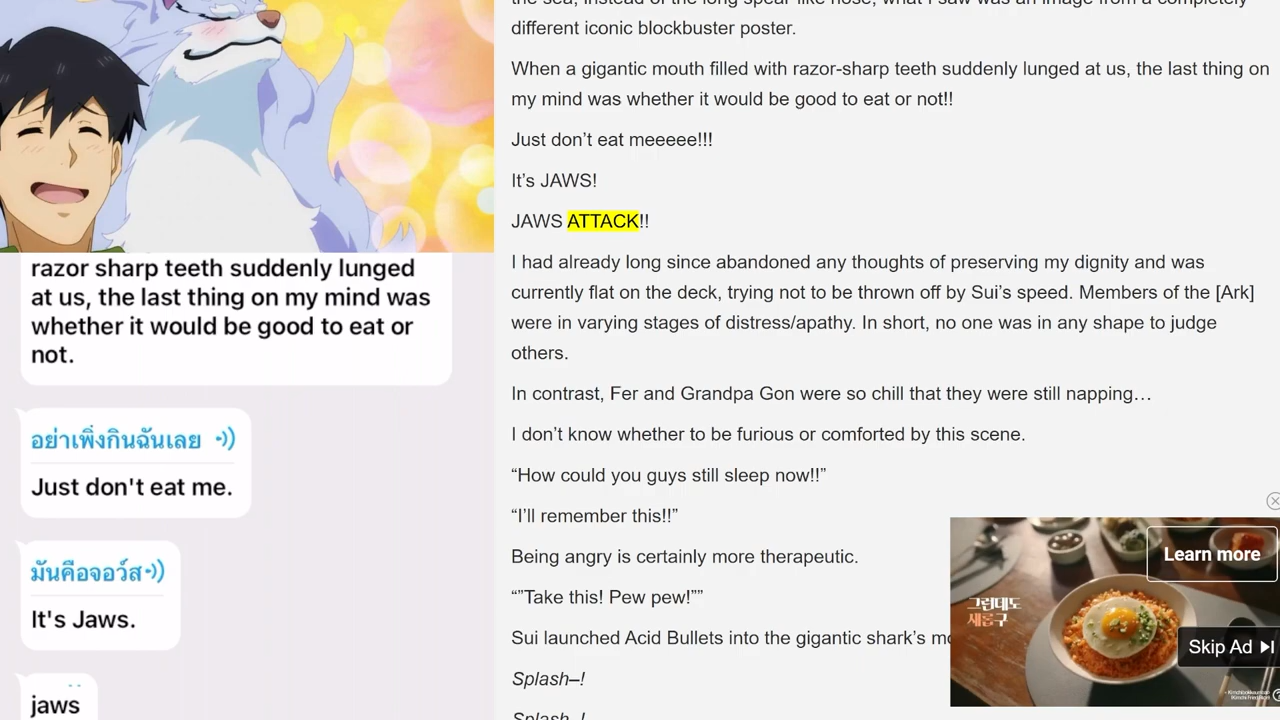 razor sharp teeth suddenly lunged
at us, the last thing on my mind was
whether it would be good to eat or
not.
อย่าเพิ่งกินฉันเลย
Just don't eat me.
มันคือจอว์ส
It's Jaws.
jaws
different iconic blockbuster poster.
When a gigantic mouth filled with razor-sharp teeth suddenly lunged at us, the last thing on
my mind was whether it would be good to eat or not!!
Just don’t eat meeeee!!!
It’s JAWS!
JAWS ATTACK!!
I had already long since abandoned any thoughts of preserving my dignity and was
currently flat on the deck, trying not to be thrown off by Sui’s speed. Members of the [Ark]
were in varying stages of distress/apathy. In short, no one was in any shape to judge
others.
In contrast, Fer and Grandpa Gon were so chill that they were still napping…
I don’t know whether to be furious or comforted by this scene.
“How could you guys still sleep now!!”
“I’ll remember this!!”
Being angry is certainly more therapeutic.
“”Take this! Pew pew!””
Sui launched Acid Bullets into the gigantic shark’s
Splash–!
Splash–!
Learn more
그런데도
새롭구
Skip Ad